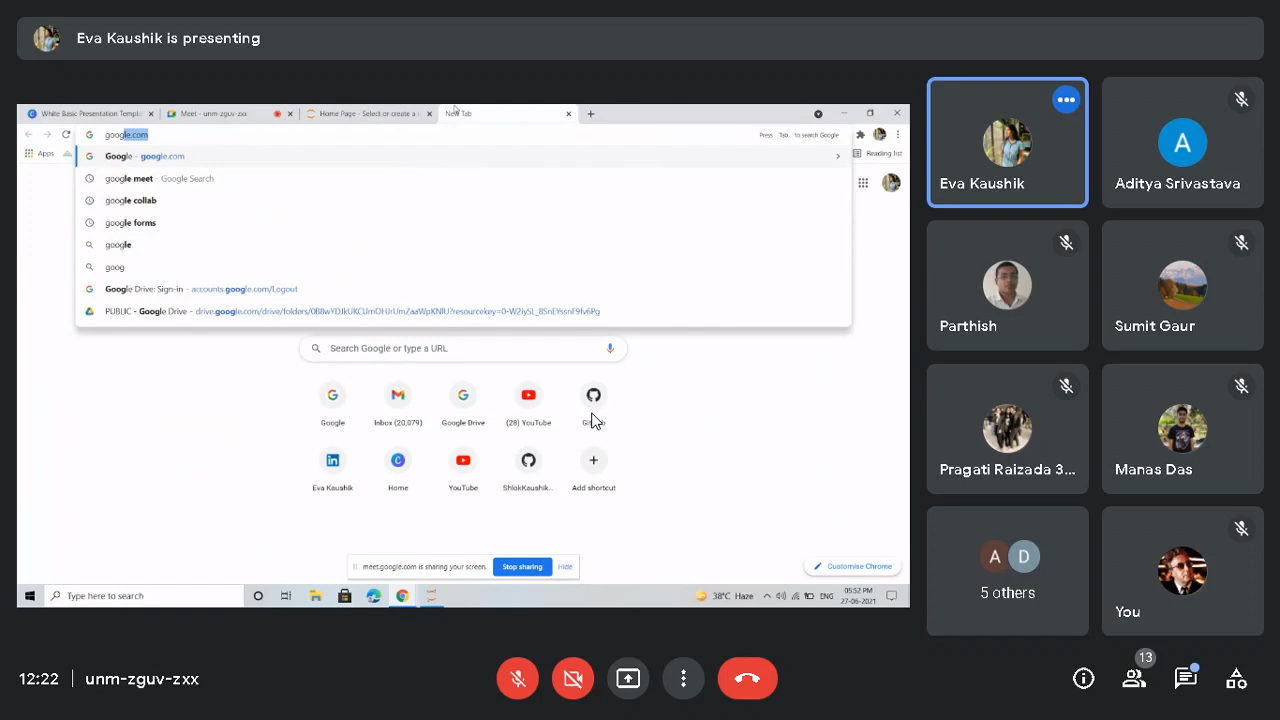 Eva Kaushik is presenting
White Basic Presentation Templa
Meet - unm-zguv-zxx
Home Page - Select or create a n
New Tab
google.com
Press Tab to search Google
Apps
Reading list
Google - google.com
google meet - Google Search
google collab
google forms
google
goog
Google Drive: Sign-in - accounts.google.com/Logout
PUBLIC - Google Drive - drive.google.com/drive/folders/0B8wYDJkUKCUmOHJrUmZaaWpKNlU?resourcekey=0-W2iySL_8SnEYssnF9fv6Pg
Search Google or type a URL
Google
Inbox (20,079)
Google Drive
(28) YouTube
Eva Kaushik
Home
YouTube
ShlokKaushik...
Add shortcut
meet.google.com is sharing your screen.
Stop sharing
Hide
Customise Chrome
Type here to search
38°C Haze
ENG
05:52 PM
27-06-2021
Eva Kaushik
A
Aditya Srivastava
Parthish
Sumit Gaur
Pragati Raizada 3...
Manas Das
A D
5 others
You
12:22 | unm-zguv-zxx
13